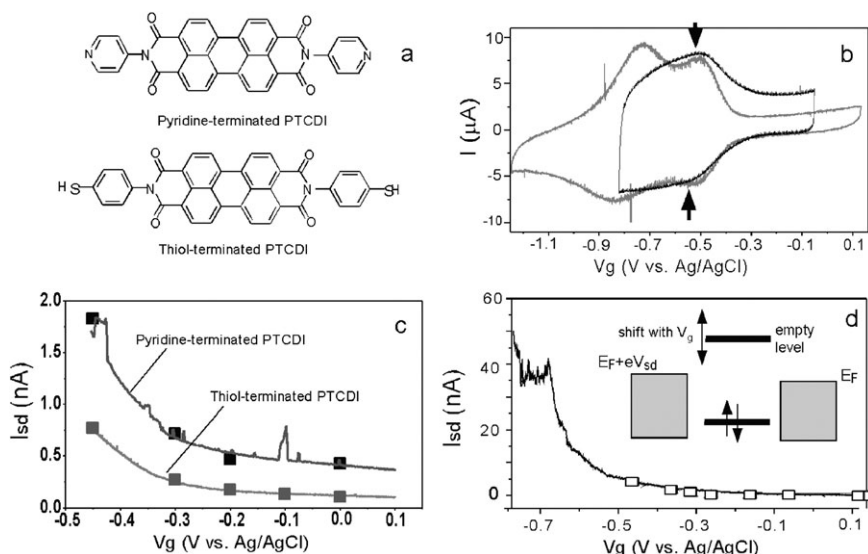 a
N
O
O
N
N
O
O
N
Pyridine-terminated PTCDI
O
O
H S
N
N
SH
O
O
Thiol-terminated PTCDI
b
I (μA)
10
5
0
-5
-10
-1.1 -0.9 -0.7 -0.5 -0.3 -0.1 0.1
Vg (V vs. Ag/AgCl)
c
Isd (nA)
2.0
1.5
1.0
0.5
0.0
Pyridine-terminated PTCDI
Thiol-terminated PTCDI
-0.5 -0.4 -0.3 -0.2 -0.1 0.0 0.1
Vg (V vs. Ag/AgCl)
d
Isd (nA)
60
40
20
0
shift with Vg
empty
level
EF+eVsd
EF
-0.7 -0.5 -0.3 -0.1 0.1
Vg (V vs. Ag/AgCl)